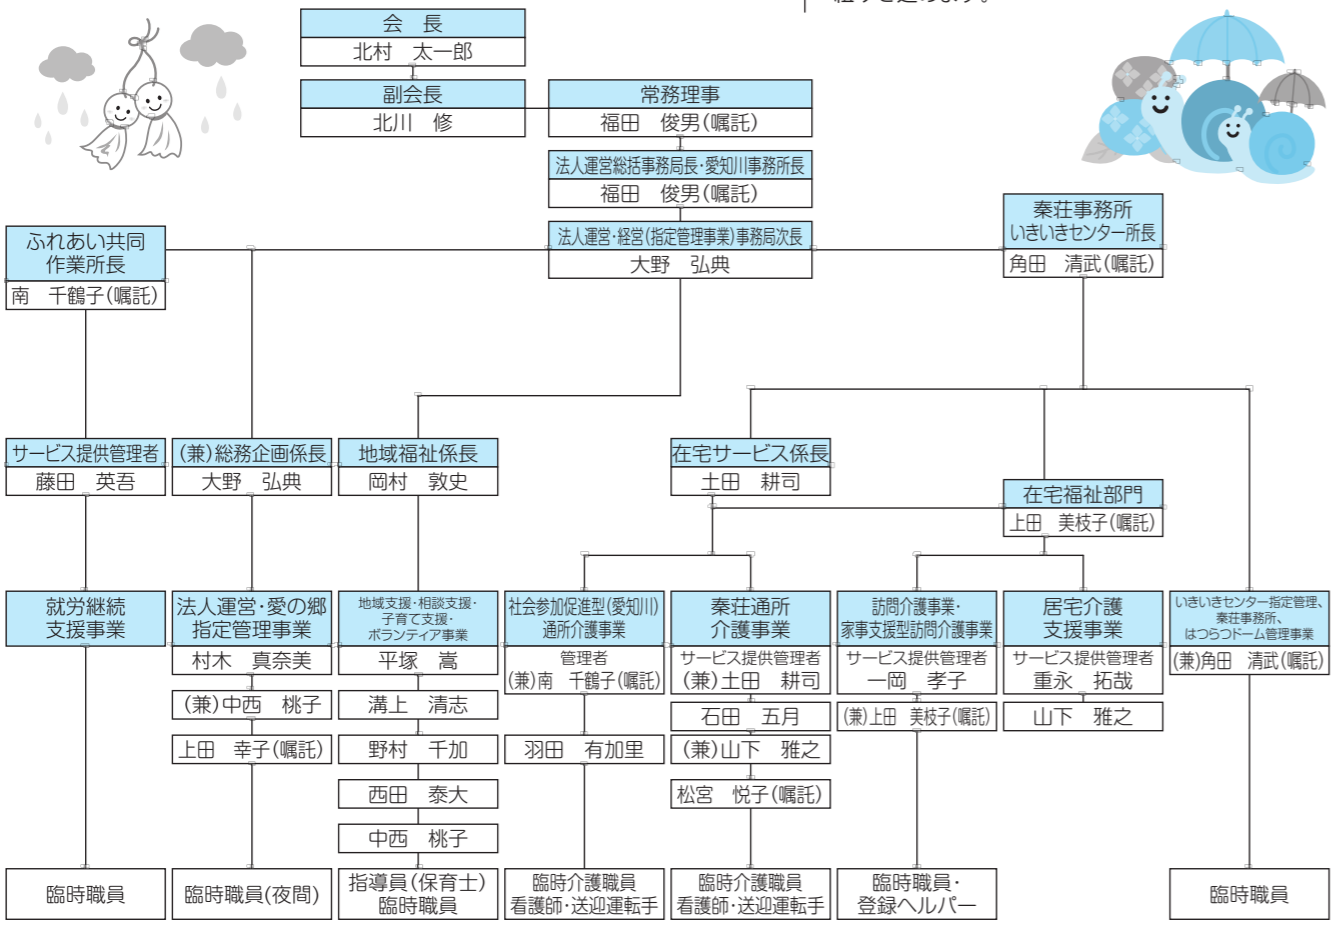 会　長
北村　太一郎
副会長
北川　修
常務理事
福田　俊男(嘱託)
法人運営総括事務局長・愛知川事務所長
福田　俊男(嘱託)
法人運営・経営(指定管理事業)事務局次長
大野　弘典
秦荘事務所
いきいきセンター所長
角田　清武(嘱託)
ふれあい共同
作業所長
南　千鶴子(嘱託)
サービス提供管理者
藤田　英吾
(兼)総務企画係長
大野　弘典
地域福祉係長
岡村　敦史
在宅サービス係長
土田　耕司
在宅福祉部門
上田　美枝子(嘱託)
就労継続
支援事業
臨時職員
法人運営・愛の郷
指定管理事業
村木　真奈美
(兼)中西　桃子
上田　幸子(嘱託)
臨時職員(夜間)
地域支援・相談支援・
子育て支援・
ボランティア事業
平塚　嵩
溝上　清志
野村　千加
西田　泰大
中西　桃子
指導員(保育士)
臨時職員
社会参加促進型(愛知川)
通所介護事業
管理者
(兼)南　千鶴子(嘱託)
羽田　有加里
臨時介護職員
看護師・送迎運転手
秦荘通所
介護事業
サービス提供管理者
(兼)土田　耕司
石田　五月
(兼)山下　雅之
松宮　悦子(嘱託)
臨時介護職員
看護師・送迎運転手
訪問介護事業・
家事支援型訪問介護事業
サービス提供管理者
一岡　孝子
(兼)上田　美枝子(嘱託)
臨時職員・
登録ヘルパー
居宅介護
支援事業
サービス提供管理者
重永　拓哉
山下　雅之
いきいきセンター指定管理、
秦荘事務所、
はつらつドーム管理事業
(兼)角田　清武(嘱託)
臨時職員